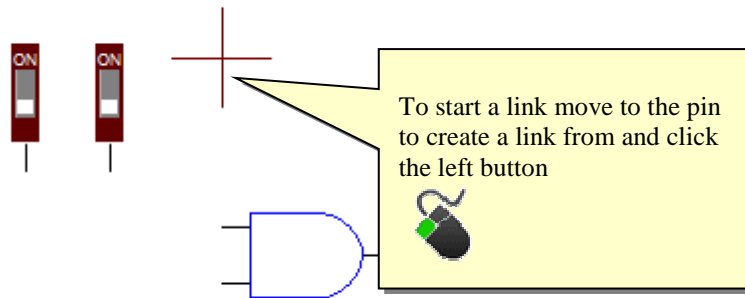 ON
ON
To start a link move to the pin
to create a link from and click
the left button